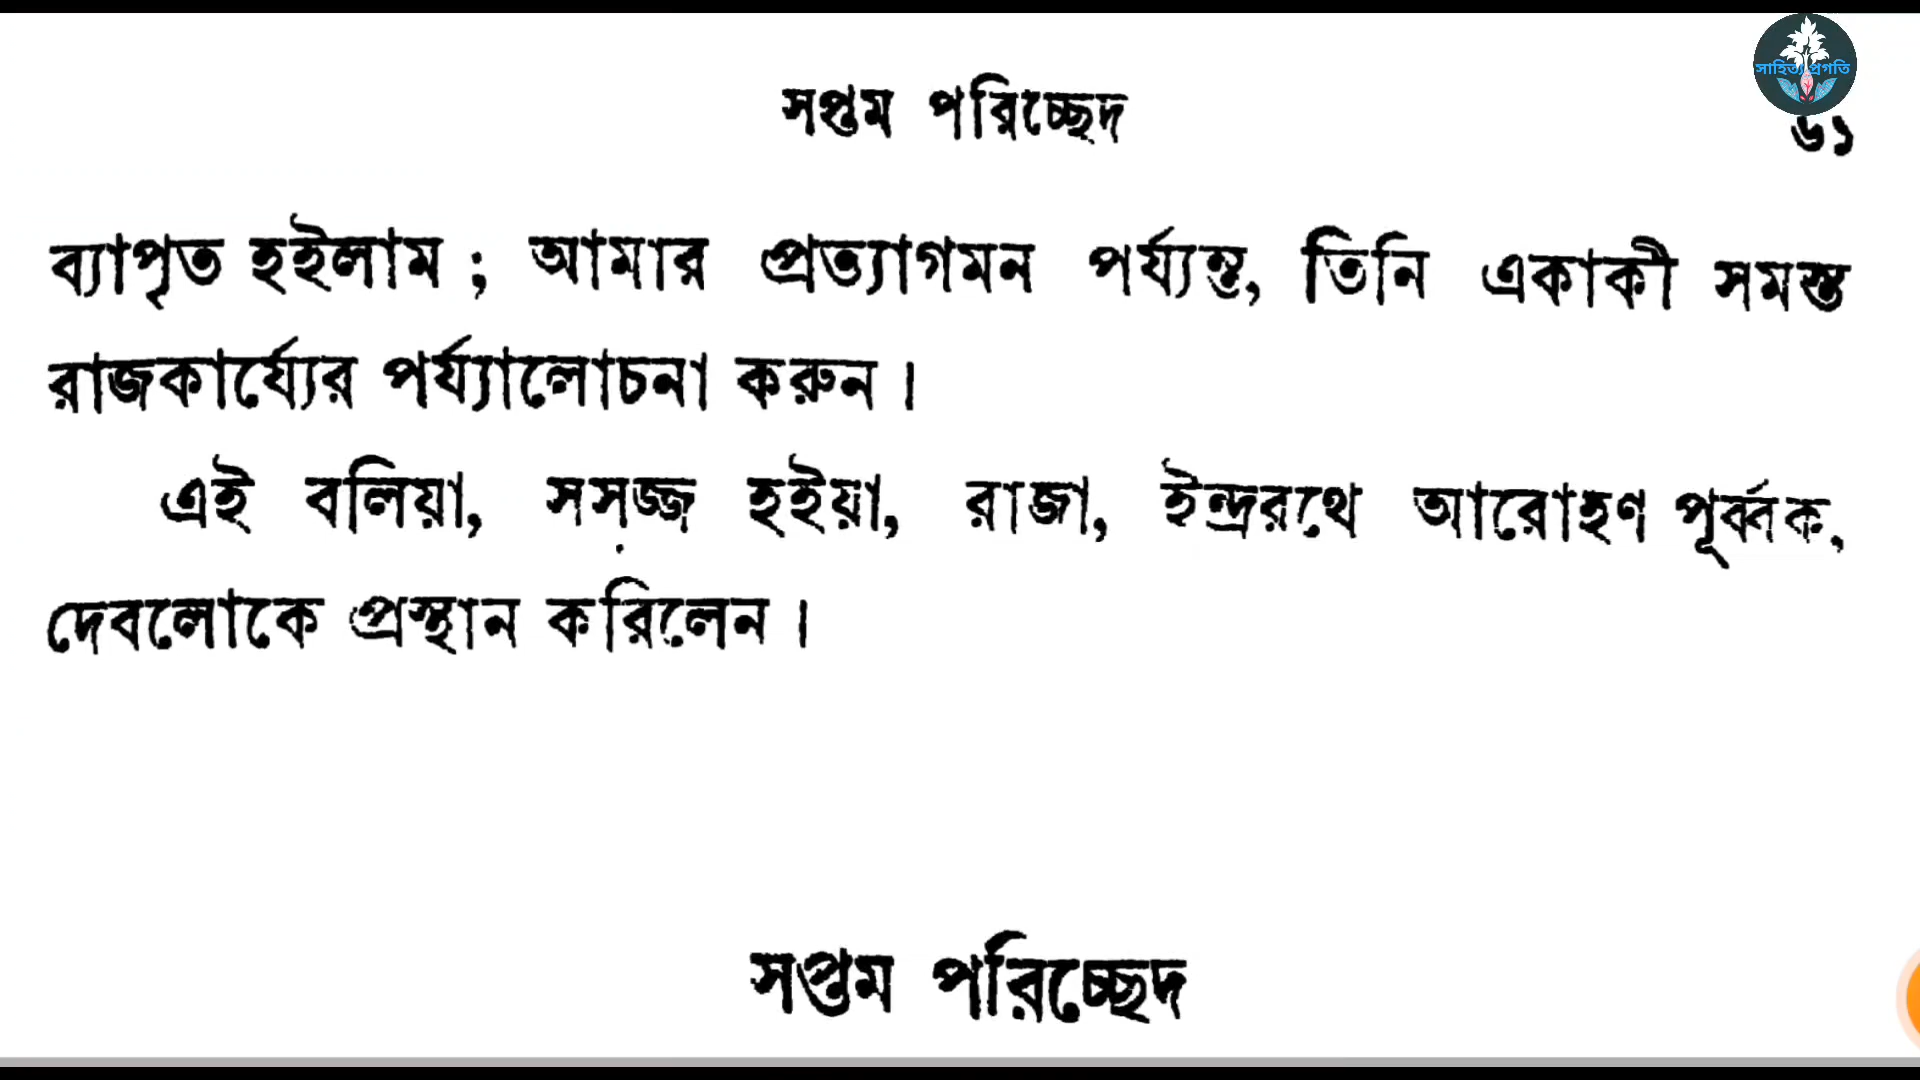 সাহিত্য প্রগতি
সপ্তম পরিচ্ছেদ
৬১
ব্যাপৃত হইলাম ; আমার প্রত্যাগমন পর্য্যন্ত, তিনি একাকী সমস্ত
রাজকার্য্যের পর্য্যালোচনা করুন ।
এই বলিয়া, সসজ্জ হইয়া, রাজা, ইন্দ্ররথে আরোহণ পূর্ব্বক,
দেবলোকে প্রস্থান করিলেন ।
সপ্তম পরিচ্ছেদ